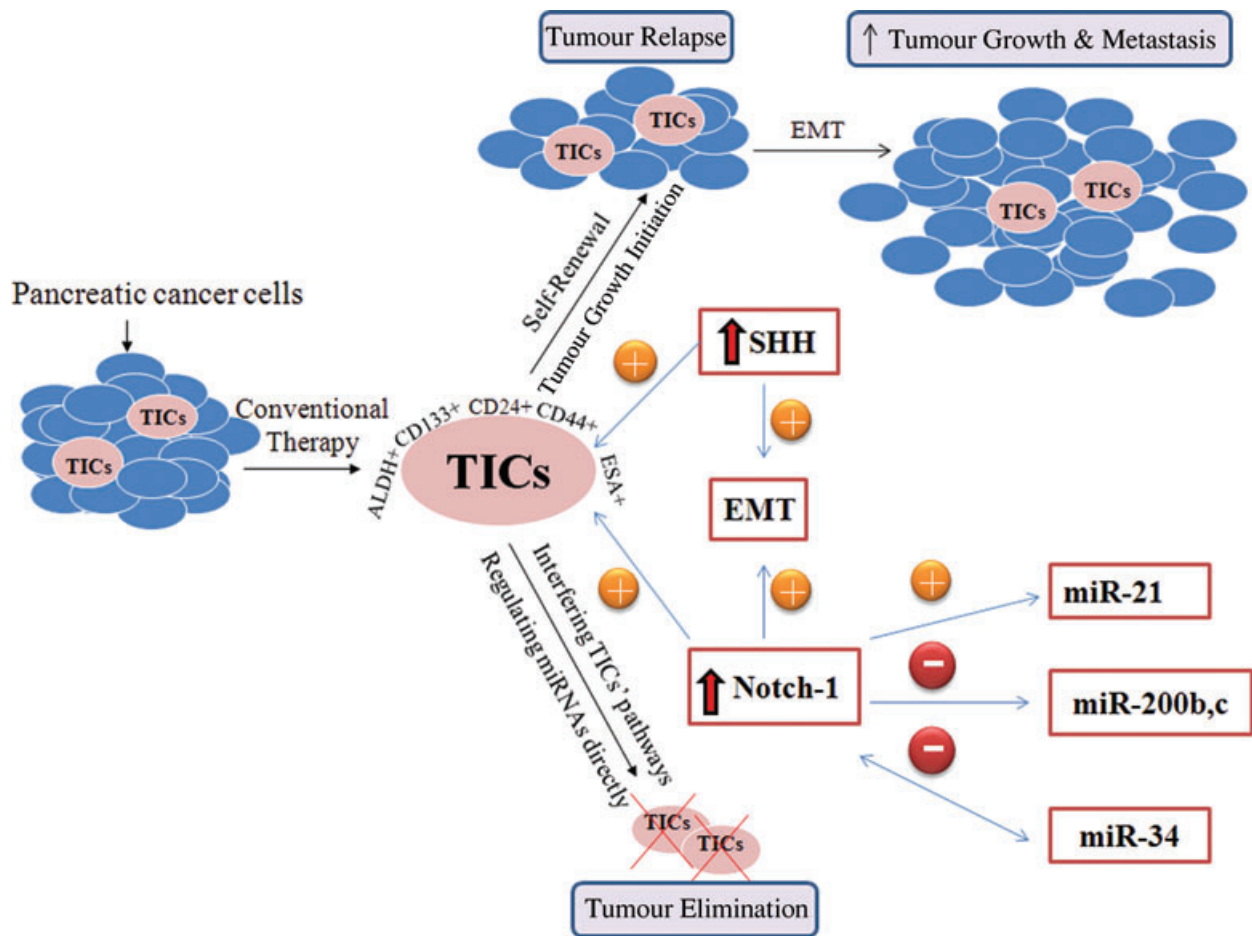 Tumour Relapse
↑ Tumour Growth & Metastasis
TICs
TICs
EMT
TICs
TICs
Self-Renewal
Tumour Growth Initiation
Pancreatic cancer cells
TICs
TICs
Conventional
Therapy
ALDH+ CD133+ CD24+ CD44+ ESA+
TICs
+
SHH
+
EMT
Interfering TICs' pathways
Regulating miRNAs directly
+
+
+
miR-21
Notch-1
−
miR-200b,c
−
miR-34
TICs
TICs
Tumour Elimination